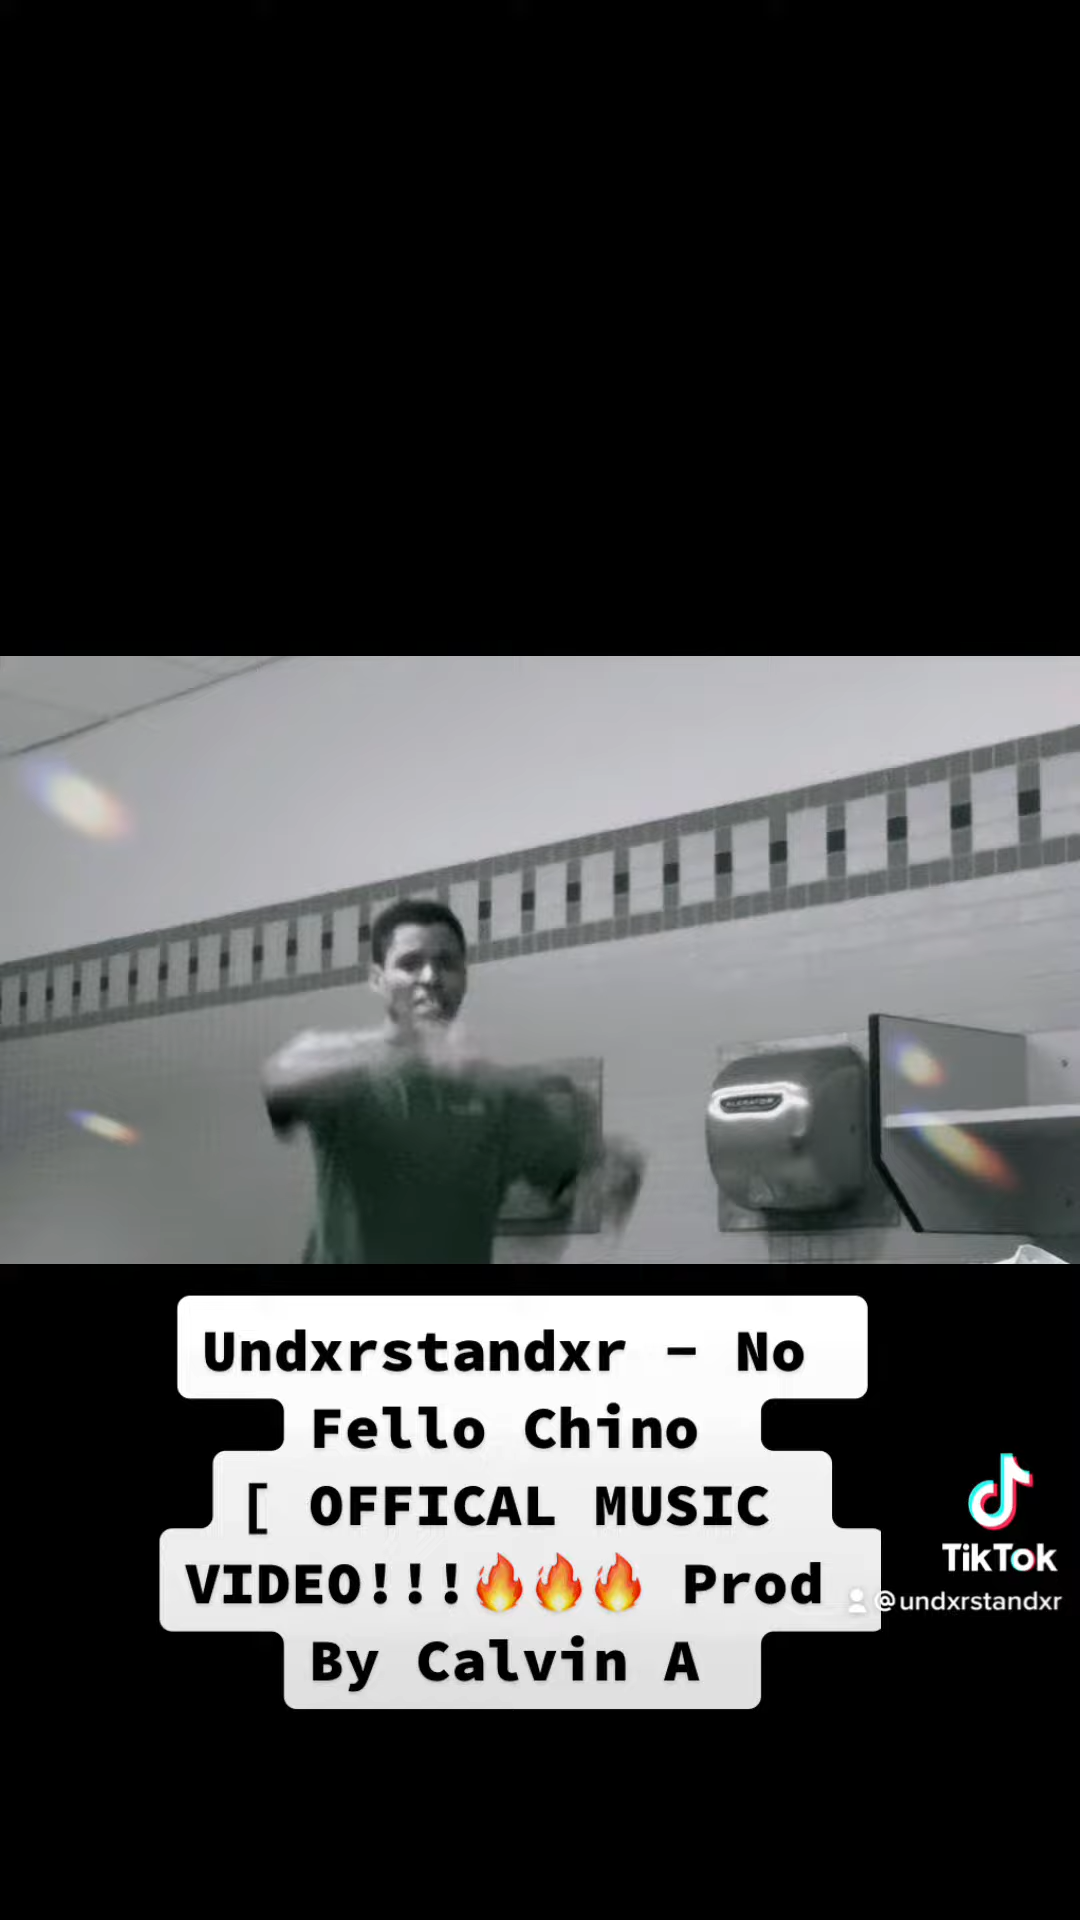 Undxrstandxr - No
Fello Chino
[ OFFICAL MUSIC
VIDEO!!!🔥🔥🔥 Prod
By Calvin A
TikTok
@undxrstandxr